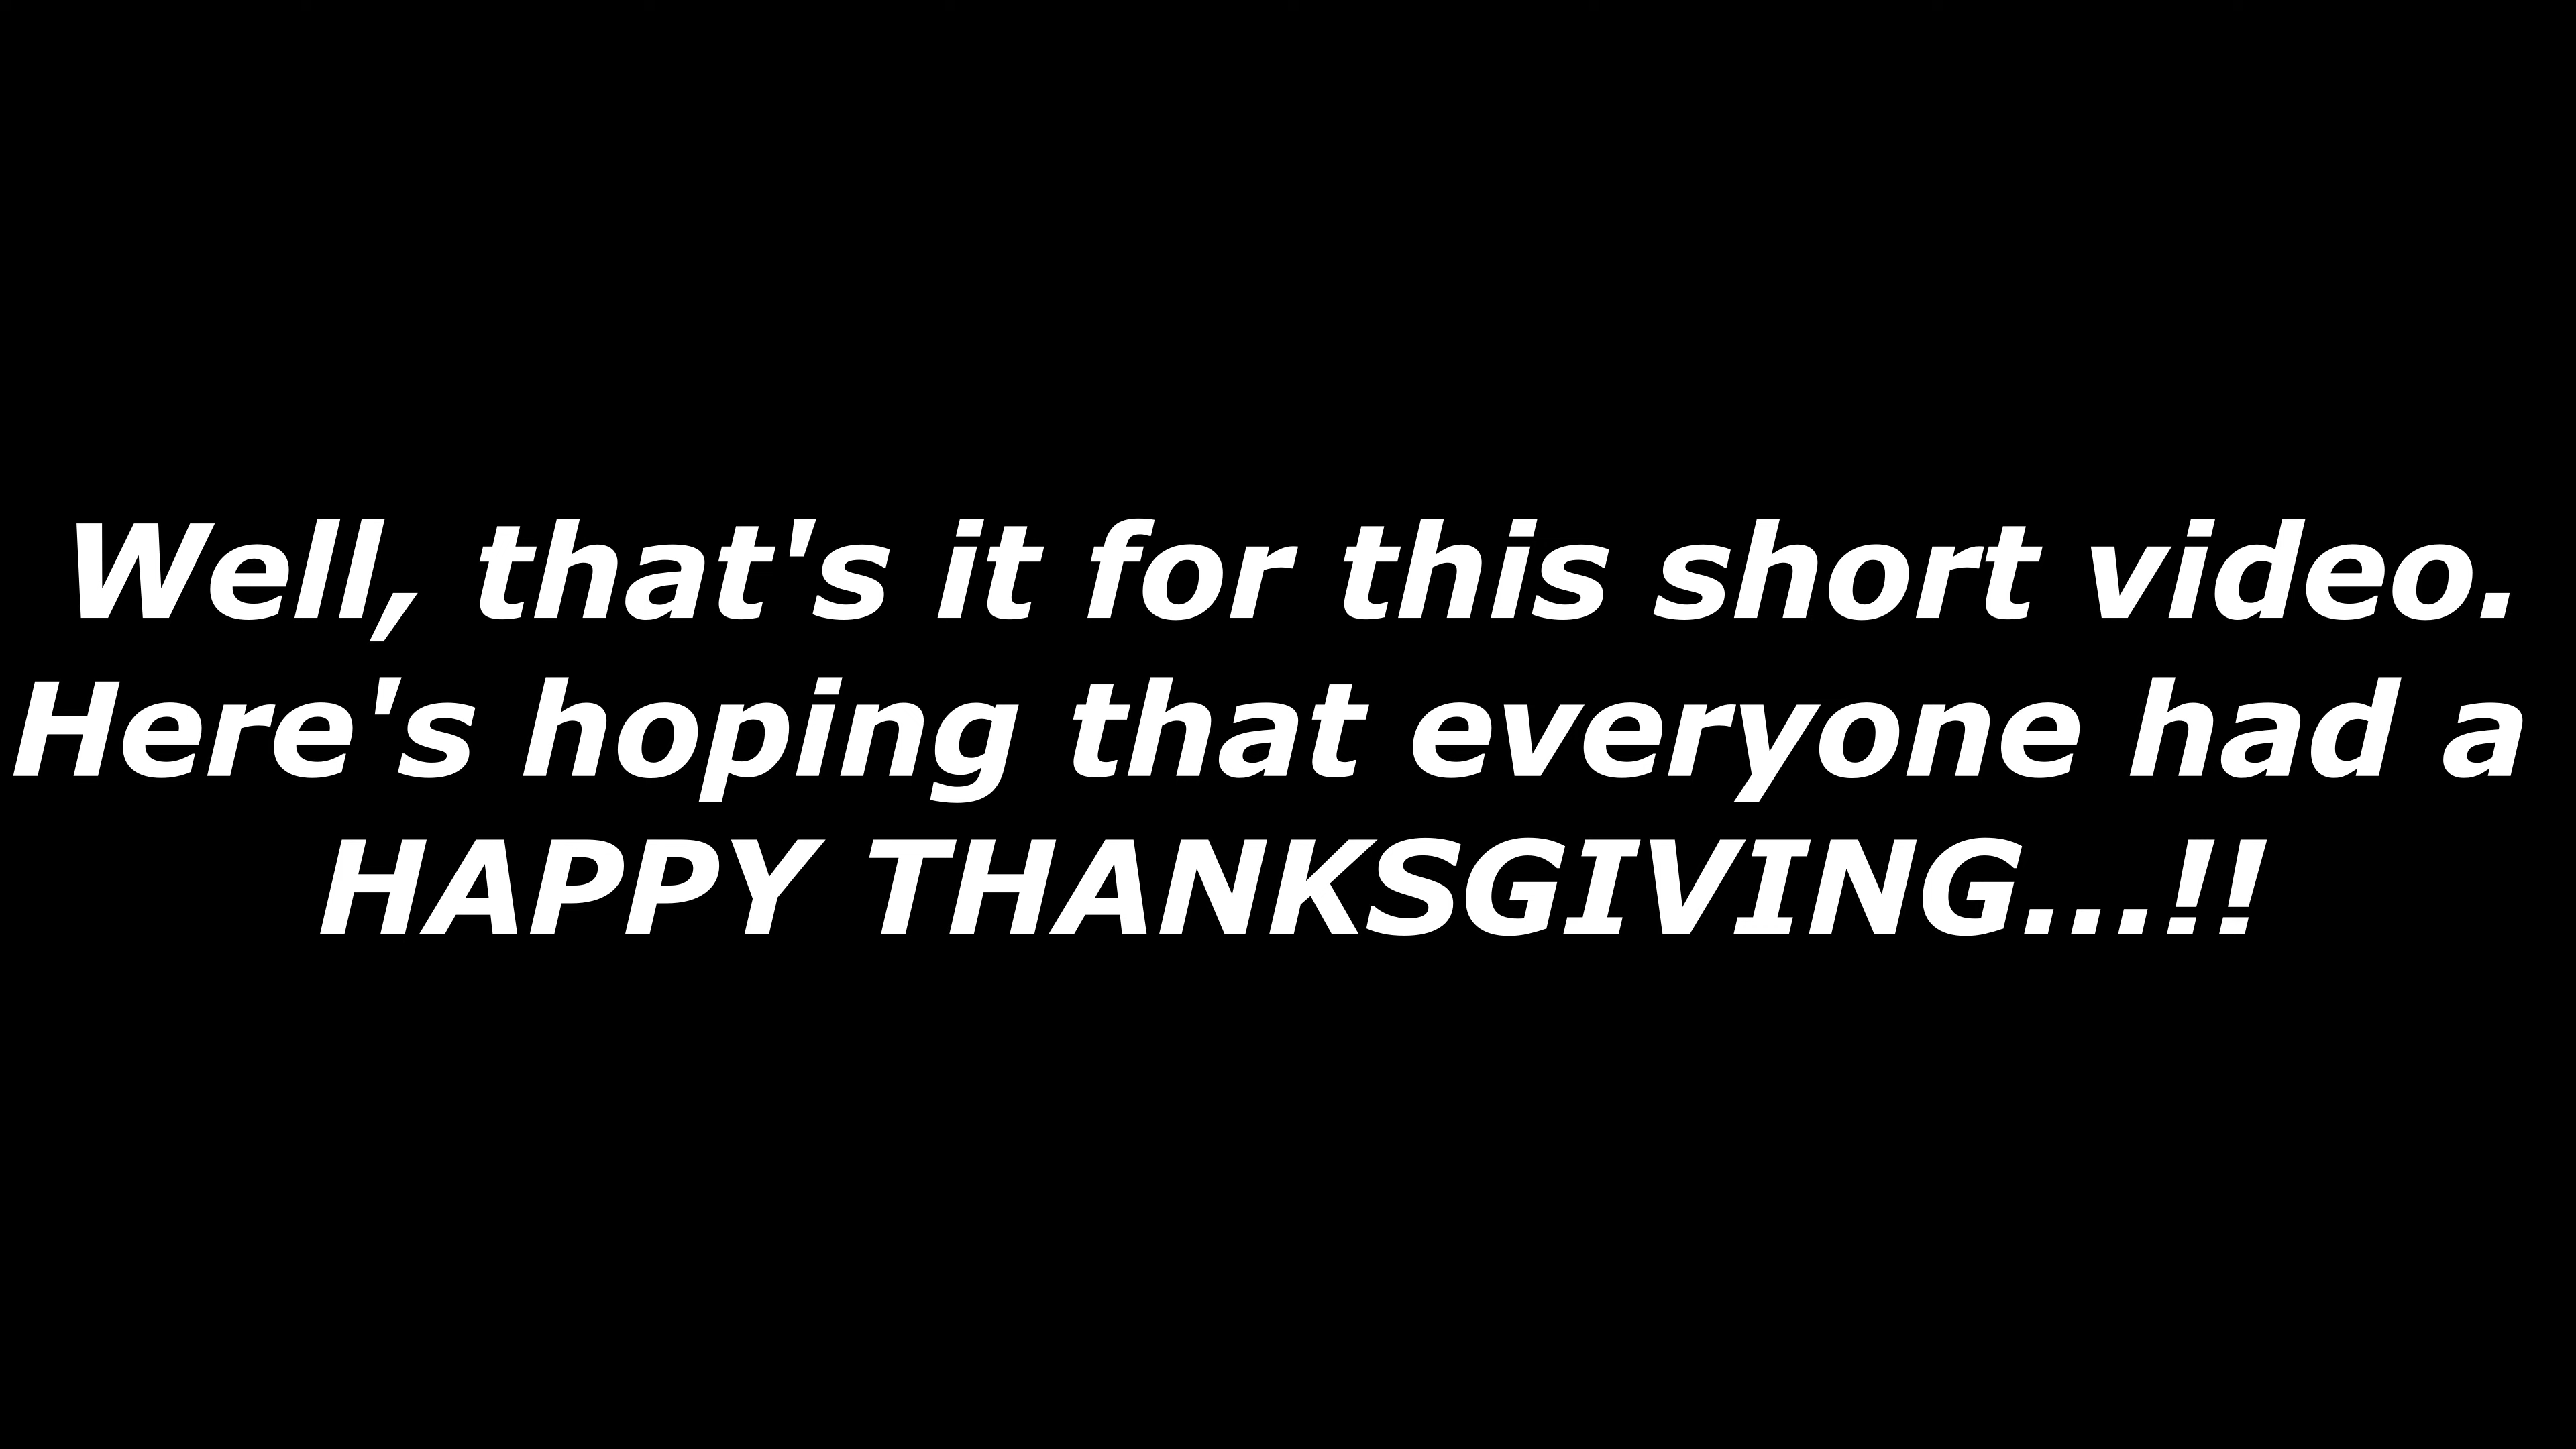 Well, that's it for this short video.
Here's hoping that everyone had a
HAPPY THANKSGIVING...!!